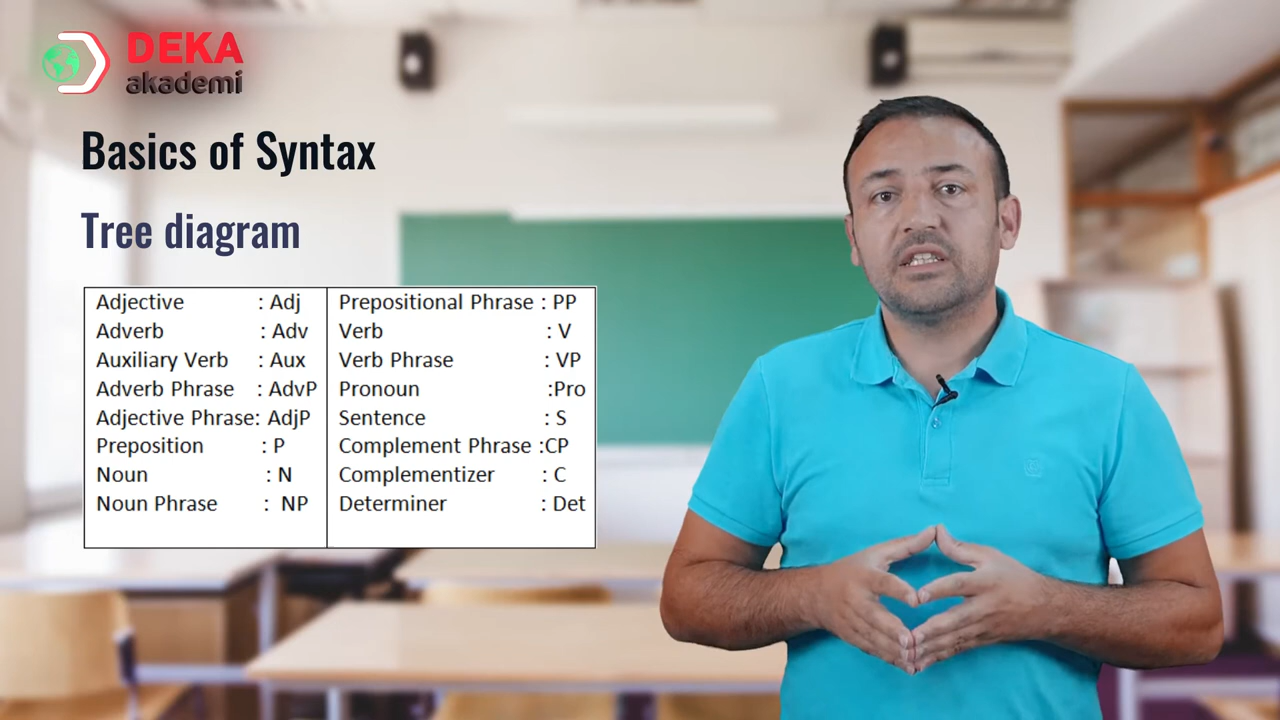 DEKA
akademi
Basics of Syntax
Tree diagram
Adjective : Adj
Adverb : Adv
Auxiliary Verb : Aux
Adverb Phrase : AdvP
Adjective Phrase: AdjP
Preposition : P
Noun : N
Noun Phrase : NP
Prepositional Phrase : PP
Verb : V
Verb Phrase : VP
Pronoun :Pro
Sentence : S
Complement Phrase :CP
Complementizer : C
Determiner : Det